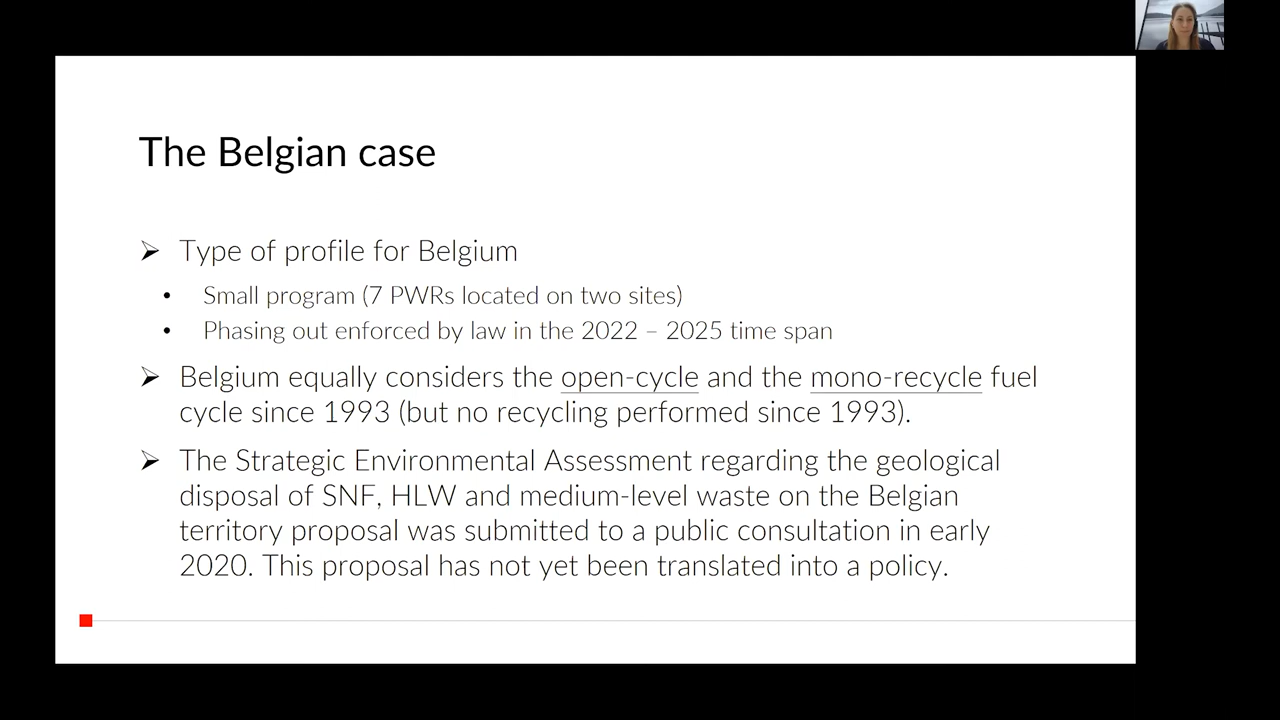 The Belgian case
➢ Type of profile for Belgium
• Small program (7 PWRs located on two sites)
• Phasing out enforced by law in the 2022 – 2025 time span
➢ Belgium equally considers the open-cycle and the mono-recycle fuel
cycle since 1993 (but no recycling performed since 1993).
➢ The Strategic Environmental Assessment regarding the geological
disposal of SNF, HLW and medium-level waste on the Belgian
territory proposal was submitted to a public consultation in early
2020. This proposal has not yet been translated into a policy.